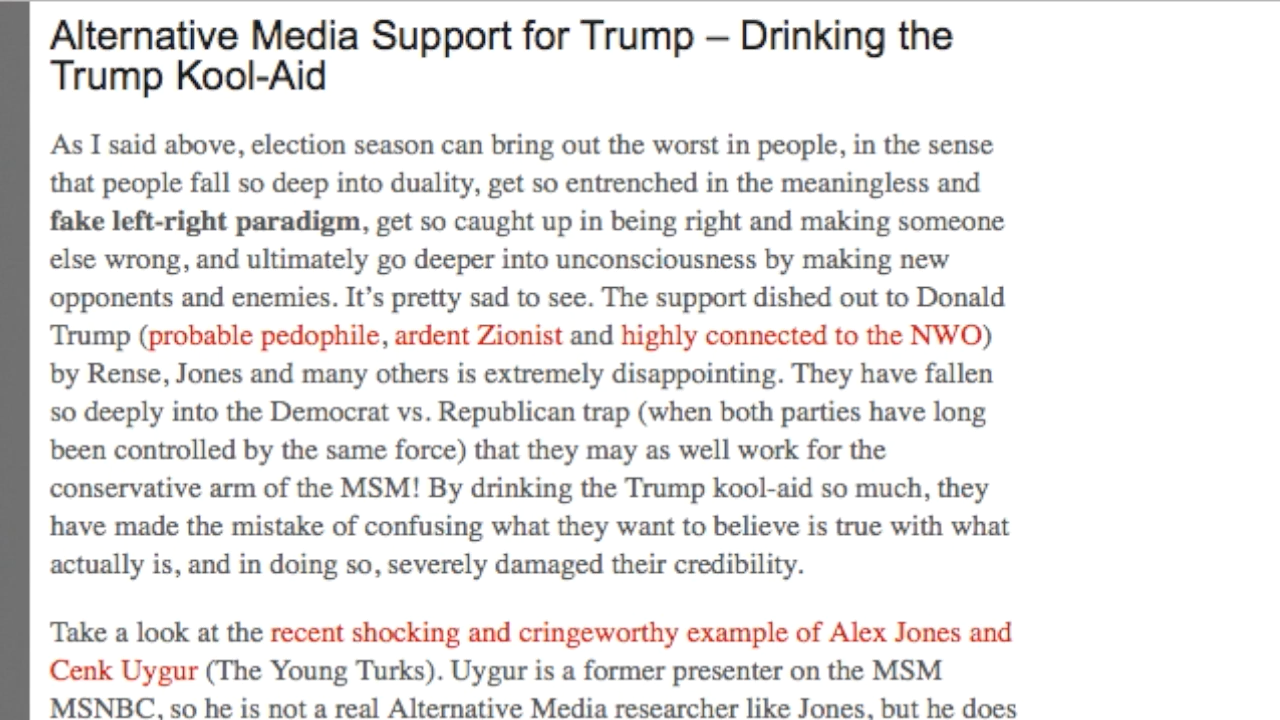 Alternative Media Support for Trump – Drinking the
Trump Kool-Aid
As I said above, election season can bring out the worst in people, in the sense
that people fall so deep into duality, get so entrenched in the meaningless and
fake left-right paradigm, get so caught up in being right and making someone
else wrong, and ultimately go deeper into unconsciousness by making new
opponents and enemies. It’s pretty sad to see. The support dished out to Donald
Trump (probable pedophile, ardent Zionist and highly connected to the NWO)
by Rense, Jones and many others is extremely disappointing. They have fallen
so deeply into the Democrat vs. Republican trap (when both parties have long
been controlled by the same force) that they may as well work for the
conservative arm of the MSM! By drinking the Trump kool-aid so much, they
have made the mistake of confusing what they want to believe is true with what
actually is, and in doing so, severely damaged their credibility.
Take a look at the recent shocking and cringeworthy example of Alex Jones and
Cenk Uygur (The Young Turks). Uygur is a former presenter on the MSM
MSNBC, so he is not a real Alternative Media researcher like Jones, but he does